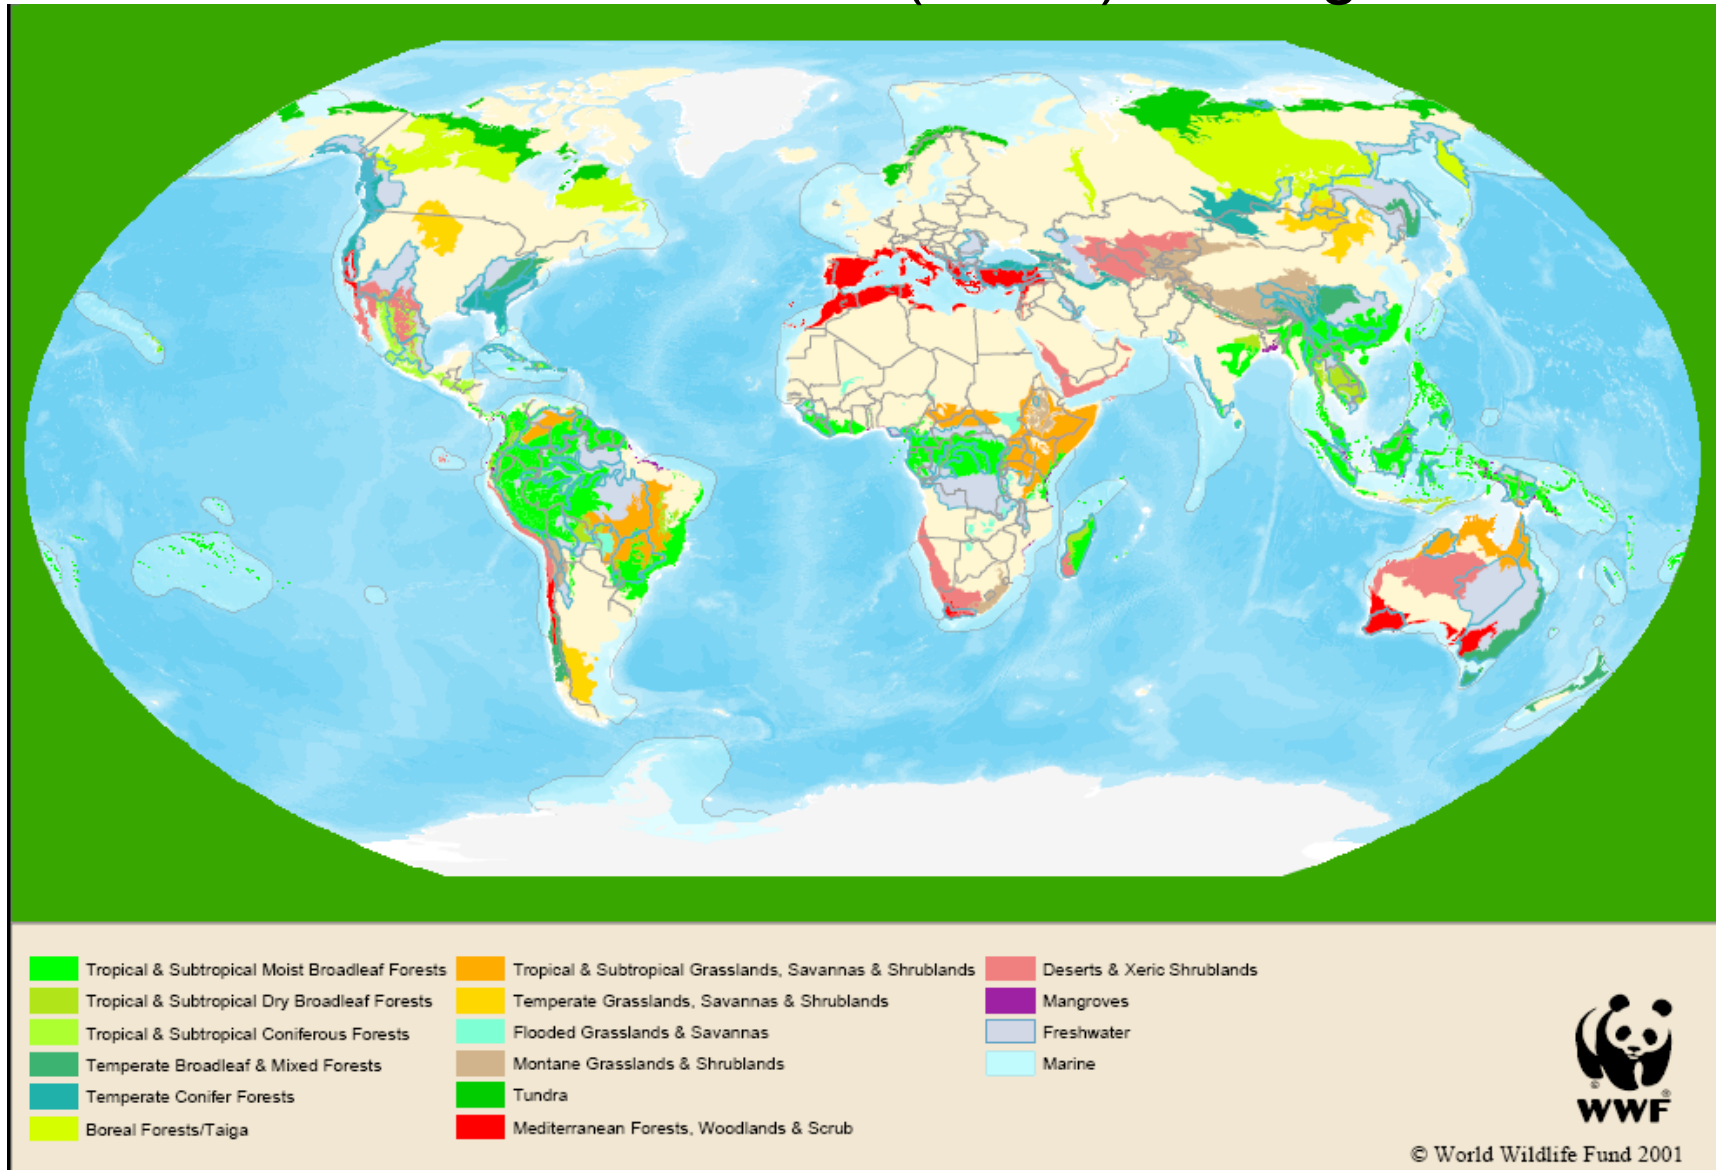 Tropical & Subtropical Moist Broadleaf Forests
Tropical & Subtropical Dry Broadleaf Forests
Tropical & Subtropical Coniferous Forests
Temperate Broadleaf & Mixed Forests
Temperate Conifer Forests
Boreal Forests/Taiga
Tropical & Subtropical Grasslands, Savannas & Shrublands
Temperate Grasslands, Savannas & Shrublands
Flooded Grasslands & Savannas
Montane Grasslands & Shrublands
Tundra
Mediterranean Forests, Woodlands & Scrub
Deserts & Xeric Shrublands
Mangroves
Freshwater
Marine
©
®
WWF
© World Wildlife Fund 2001